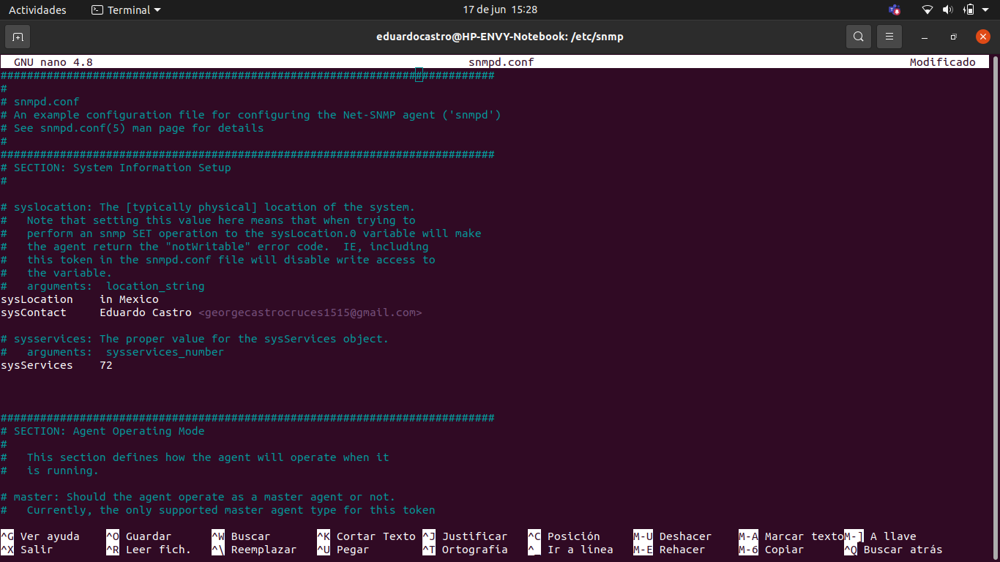 Actividades Terminal 17 de jun 15:28
eduardocastro@HP-ENVY-Notebook: /etc/snmp
GNU nano 4.8 snmpd.conf Modificado
###########################################################################
#
# snmpd.conf
# An example configuration file for configuring the Net-SNMP agent ('snmpd')
# See snmpd.conf(5) man page for details
#
###########################################################################
# SECTION: System Information Setup
#
# syslocation: The [typically physical] location of the system.
#   Note that setting this value here means that when trying to
#   perform an snmp SET operation to the sysLocation.0 variable will make
#   the agent return the "notWritable" error code.  IE, including
#   this token in the snmpd.conf file will disable write access to
#   the variable.
#   arguments:  location_string
sysLocation    in Mexico
sysContact     Eduardo Castro <georgecastrocruces1515@gmail.com>
# sysservices: The proper value for the sysServices object.
#   arguments:  sysservices_number
sysServices    72
###########################################################################
# SECTION: Agent Operating Mode
#
#   This section defines how the agent will operate when it
#   is running.
# master: Should the agent operate as a master agent or not.
#   Currently, the only supported master agent type for this token
^G Ver ayuda ^O Guardar ^W Buscar ^K Cortar Texto ^J Justificar ^C Posición M-U Deshacer M-A Marcar texto M-] A llave
^X Salir ^R Leer fich. ^\ Reemplazar ^U Pegar ^T Ortografía ^_ Ir a línea M-E Rehacer M-6 Copiar ^Q Buscar atrás